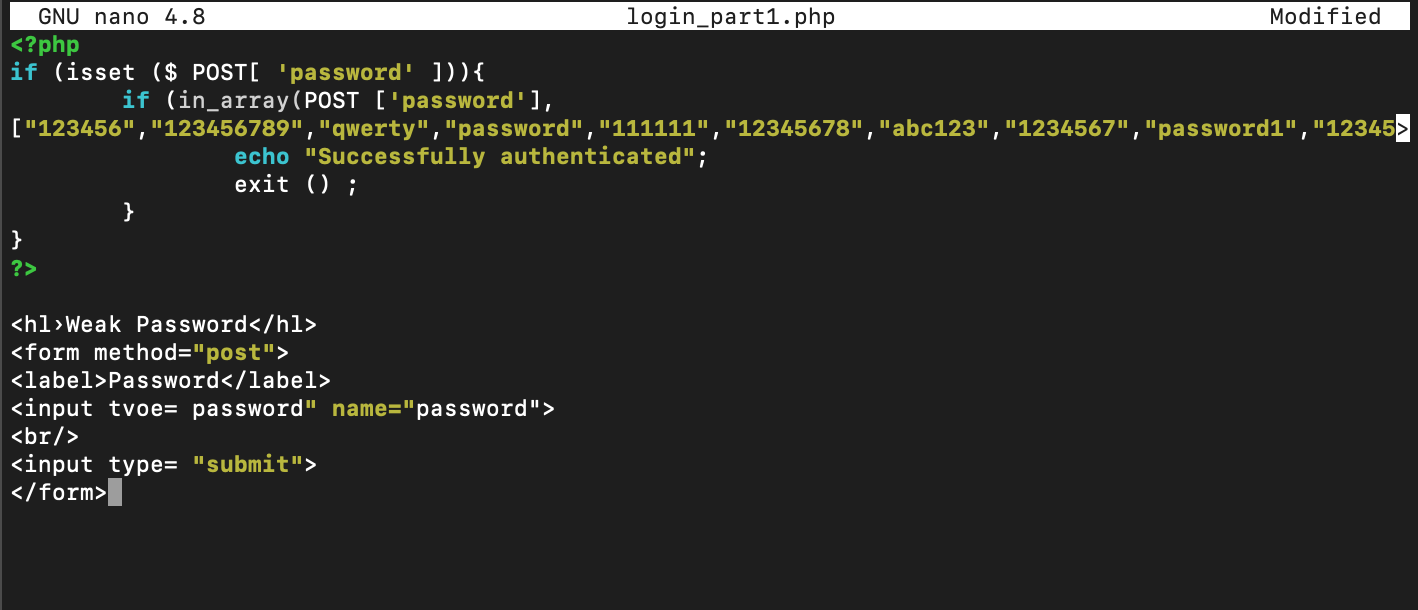 GNU nano 4.8 login_part1.php Modified
<?php
if (isset ($ POST[ 'password' ])){
        if (in_array(POST ['password'],
["123456","123456789","qwerty","password","111111","12345678","abc123","1234567","password1","12345>
                echo "Successfully authenticated";
                exit () ;
        }
}
?>

<hl›Weak Password</hl>
<form method="post">
<label>Password</label>
<input tvoe= password" name="password">
<br/>
<input type= "submit">
</form>